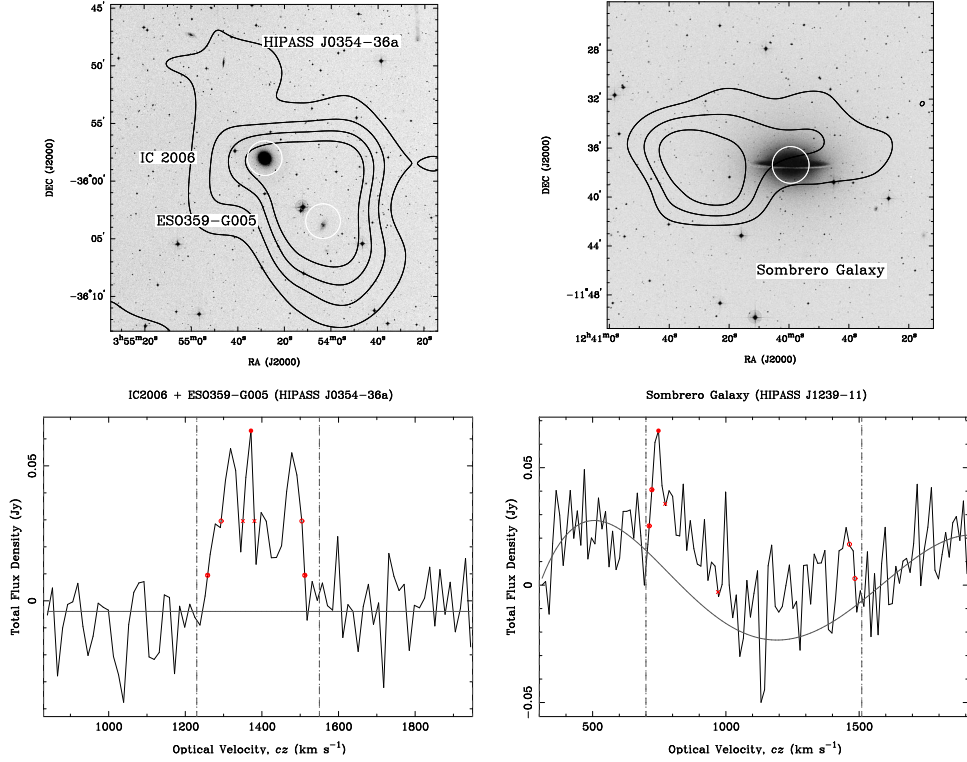 HIPASS J0354-36a
IC 2006
ESO359-G005
45′
50′
55′
-36°00′
05′
-36°10′
DEC (J2000)
3h55m20s 55m0s 40s 20s 54m0s 40s 20s
RA (J2000)
Sombrero Galaxy
28′
32′
36′
40′
44′
-11°48′
DEC (J2000)
12h41m0s 40s 20s 40m0s 40s 20s
RA (J2000)
IC2006 + ESO359-G005 (HIPASS J0354-36a)
Total Flux Density (Jy)
0.05
0
1000 1200 1400 1600 1800
Optical Velocity, cz (km s⁻¹)
Sombrero Galaxy (HIPASS J1239-11)
Total Flux Density (Jy)
0.05
0
-0.05
500 1000 1500
Optical Velocity, cz (km s⁻¹)